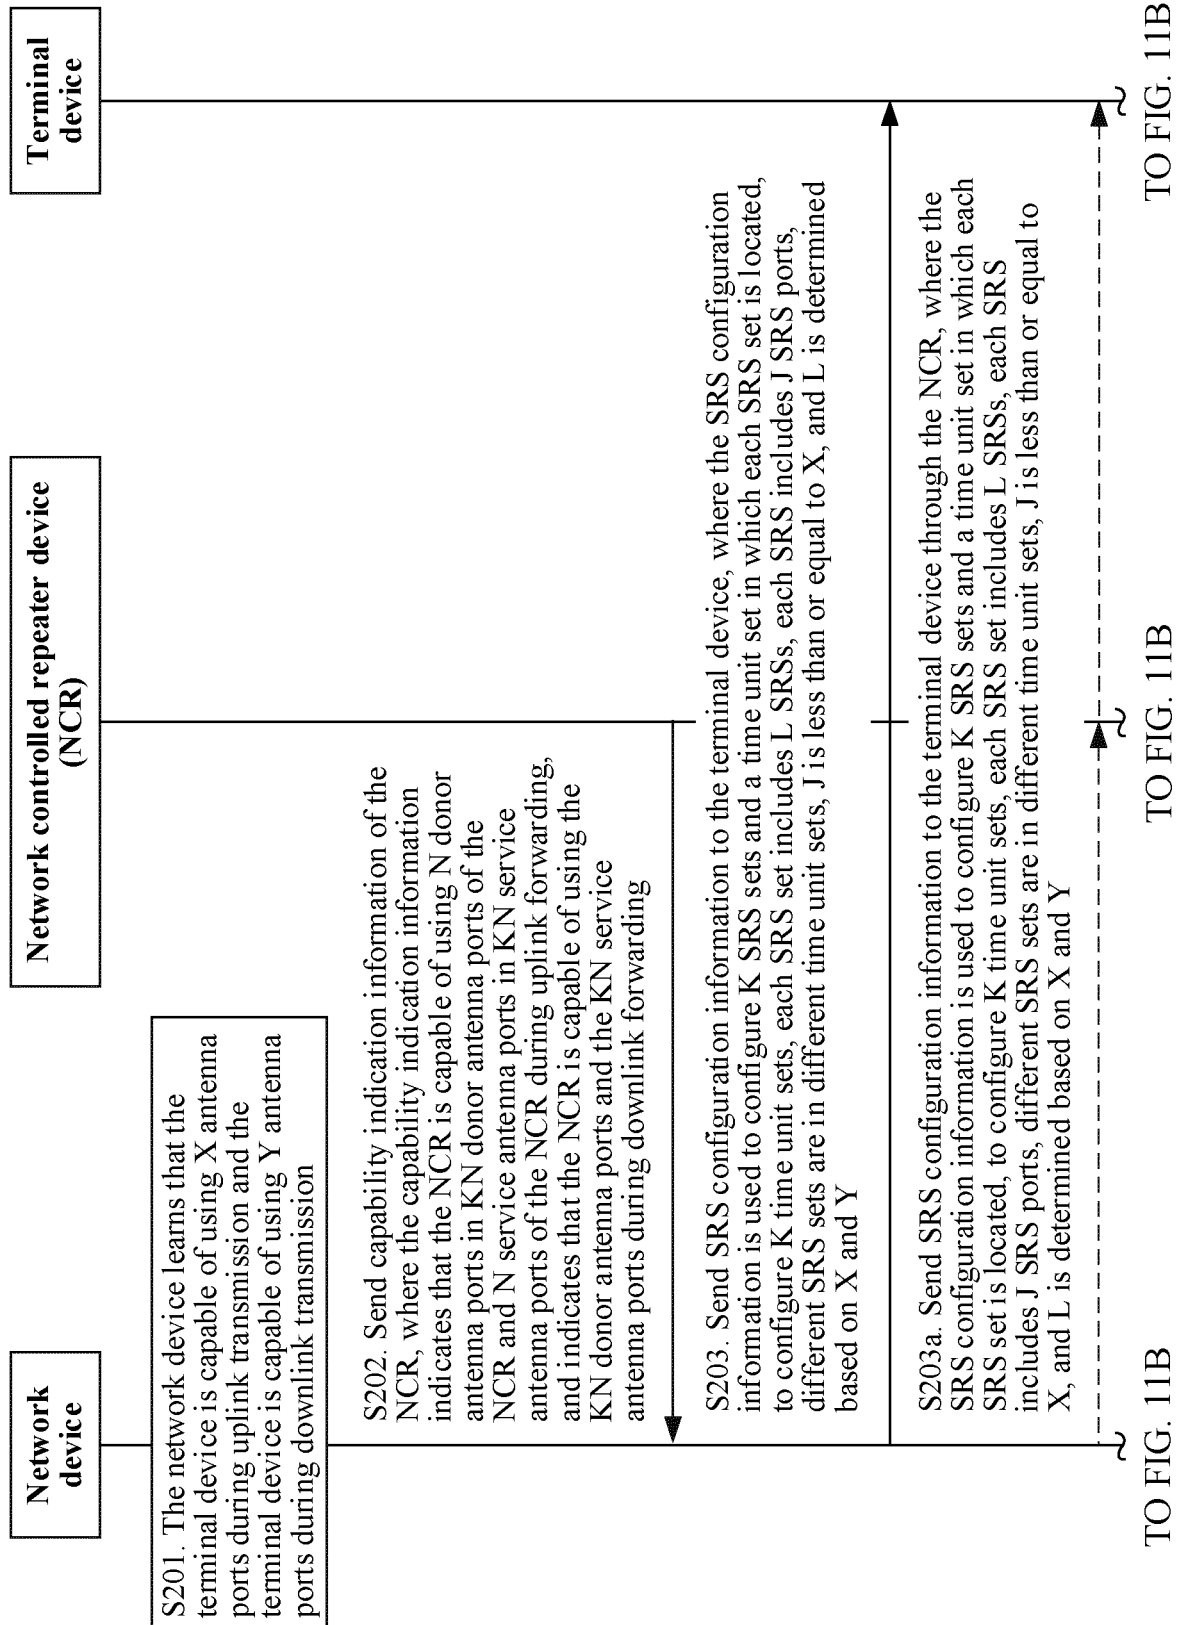 Network
device
Network controlled repeater device
(NCR)
Terminal
device
S201. The network device learns that the
terminal device is capable of using X antenna
ports during uplink transmission and the
terminal device is capable of using Y antenna
ports during downlink transmission
S202. Send capability indication information of the
NCR, where the capability indication information
indicates that the NCR is capable of using N donor
antenna ports in KN donor antenna ports of the
NCR and N service antenna ports in KN service
antenna ports of the NCR during uplink forwarding,
and indicates that the NCR is capable of using the
KN donor antenna ports and the KN service
antenna ports during downlink forwarding
S203. Send SRS configuration information to the terminal device, where the SRS configuration
information is used to configure K SRS sets and a time unit set in which each SRS set is located,
to configure K time unit sets, each SRS set includes L SRSs, each SRS includes J SRS ports,
different SRS sets are in different time unit sets, J is less than or equal to X, and L is determined
based on X and Y
S203a. Send SRS configuration information to the terminal device through the NCR, where the
SRS configuration information is used to configure K SRS sets and a time unit set in which each
SRS set is located, to configure K time unit sets, each SRS set includes L SRSs, each SRS
includes J SRS ports, different SRS sets are in different time unit sets, J is less than or equal to
X, and L is determined based on X and Y
TO FIG. 11B
TO FIG. 11B
TO FIG. 11B